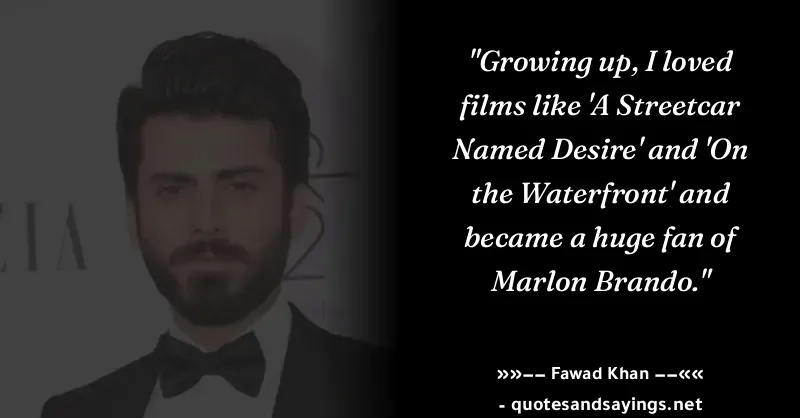 "Growing up, I loved
films like 'A Streetcar
Named Desire' and 'On
the Waterfront' and
became a huge fan of
Marlon Brando."
»»−− Fawad Khan −−««
- quotesandsayings.net
ZIA